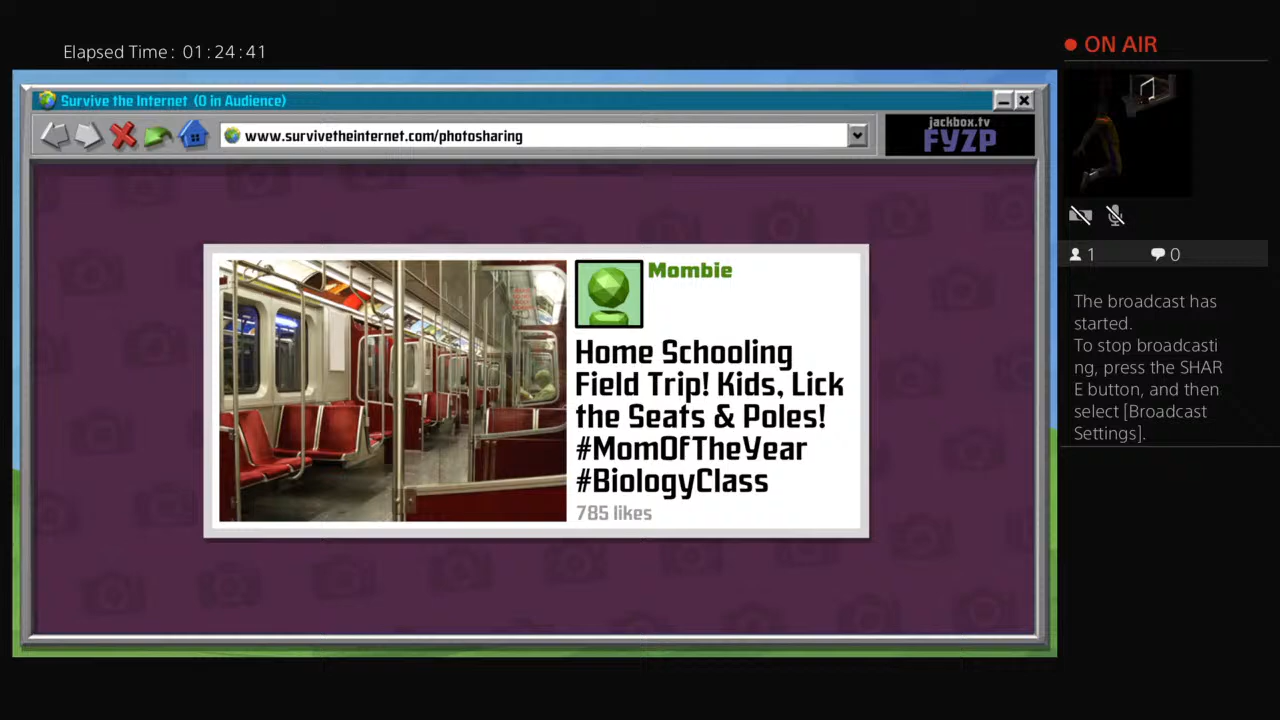 Elapsed Time: 01:24:41
ON AIR
Survive the Internet (0 in Audience)
www.survivetheinternet.com/photosharing
jackbox.tv
FYZP
Mombie
Home Schooling
Field Trip! Kids, Lick
the Seats & Poles!
#MomOfTheYear
#BiologyClass
785 likes
1
0
The broadcast has
started.
To stop broadcasti
ng, press the SHAR
E button, and then
select [Broadcast
Settings].